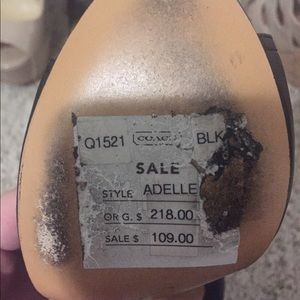 Q1521 COACH BLK
SALE
STYLE ADELLE
ORG. $ 218.00
SALE $ 109.00